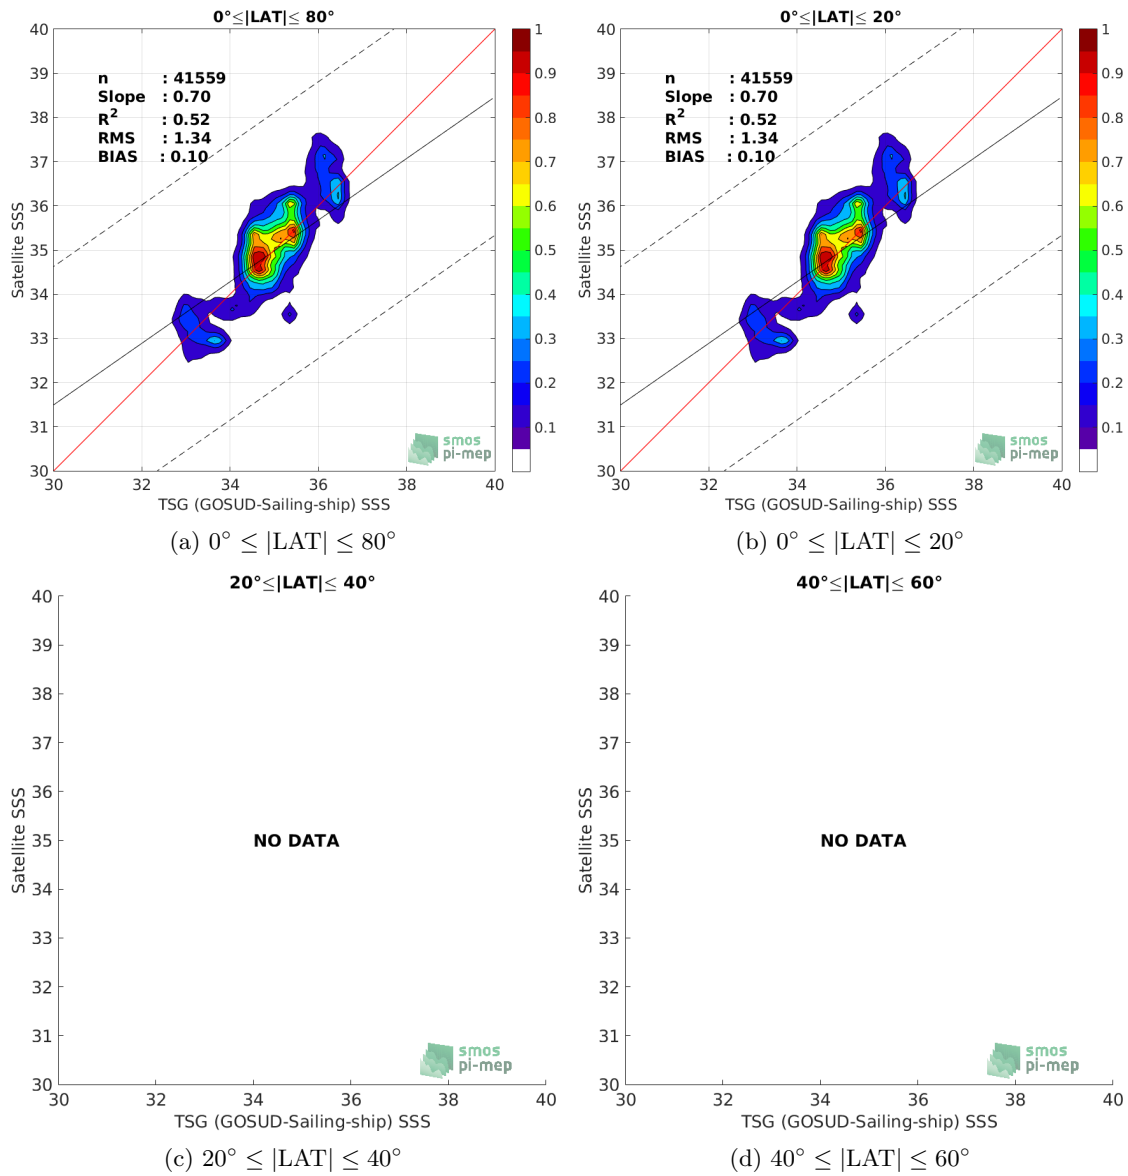 0°≤|LAT|≤ 80°
40
39
38
37
36
35
34
33
32
31
30
Satellite SSS
n : 41559
Slope : 0.70
R2 : 0.52
RMS : 1.34
BIAS : 0.10
1
0.9
0.8
0.7
0.6
0.5
0.4
0.3
0.2
0.1
smos
pi-mep
30 32 34 36 38 40
TSG (GOSUD-Sailing-ship) SSS
(a) 0° ≤ |LAT| ≤ 80°
0°≤|LAT|≤ 20°
40
39
38
37
36
35
34
33
32
31
30
Satellite SSS
n : 41559
Slope : 0.70
R2 : 0.52
RMS : 1.34
BIAS : 0.10
1
0.9
0.8
0.7
0.6
0.5
0.4
0.3
0.2
0.1
smos
pi-mep
30 32 34 36 38 40
TSG (GOSUD-Sailing-ship) SSS
(b) 0° ≤ |LAT| ≤ 20°
20°≤|LAT|≤ 40°
40
39
38
37
36
35
34
33
32
31
30
Satellite SSS
NO DATA
smos
pi-mep
30 32 34 36 38 40
TSG (GOSUD-Sailing-ship) SSS
(c) 20° ≤ |LAT| ≤ 40°
40°≤|LAT|≤ 60°
40
39
38
37
36
35
34
33
32
31
30
Satellite SSS
NO DATA
smos
pi-mep
30 32 34 36 38 40
TSG (GOSUD-Sailing-ship) SSS
(d) 40° ≤ |LAT| ≤ 60°